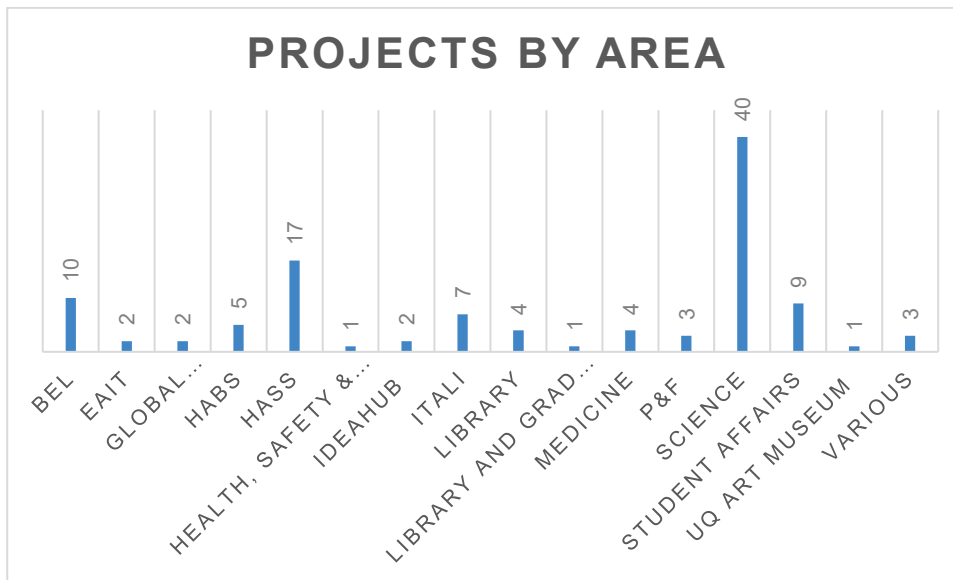 PROJECTS BY AREA
10
2
2
5
17
1
2
7
4
1
4
3
40
9
1
3
BEL
EAIT
GLOBAL...
HABS
HASS
HEALTH, SAFETY &...
IDEAHUB
ITALI
LIBRARY
LIBRARY AND GRAD...
MEDICINE
P&F
SCIENCE
STUDENT AFFAIRS
UQ ART MUSEUM
VARIOUS